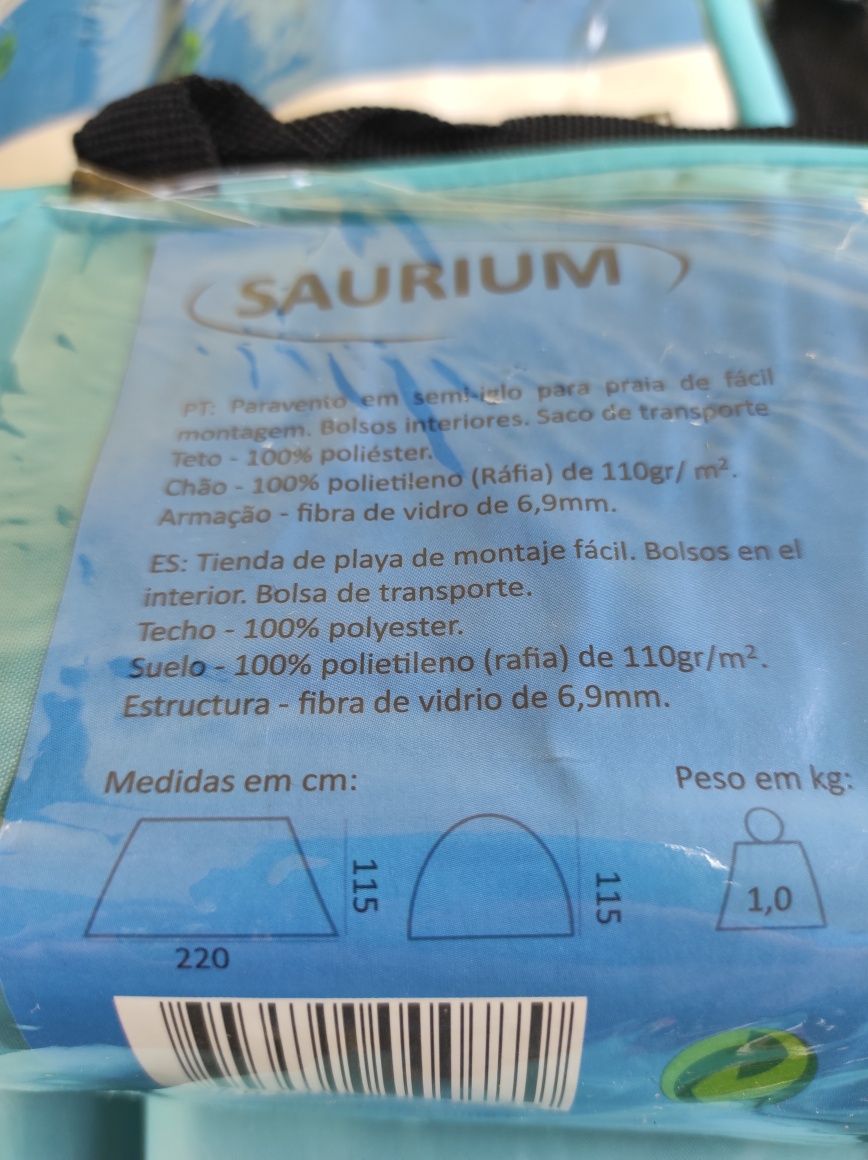 SAURIUM
PT: Paravento em semi-iglo para praia de fácil
montagem. Bolsos interiores. Saco de transporte
Teto - 100% poliéster.
Chão - 100% polietileno (Ráfia) de 110gr/ m².
Armação - fibra de vidro de 6,9mm.
ES: Tienda de playa de montaje fácil. Bolsos en el
interior. Bolsa de transporte.
Techo - 100% polyester.
Suelo - 100% polietileno (rafia) de 110gr/m².
Estructura - fibra de vidrio de 6,9mm.
Medidas em cm:
Peso em kg:
115
115
1,0
220